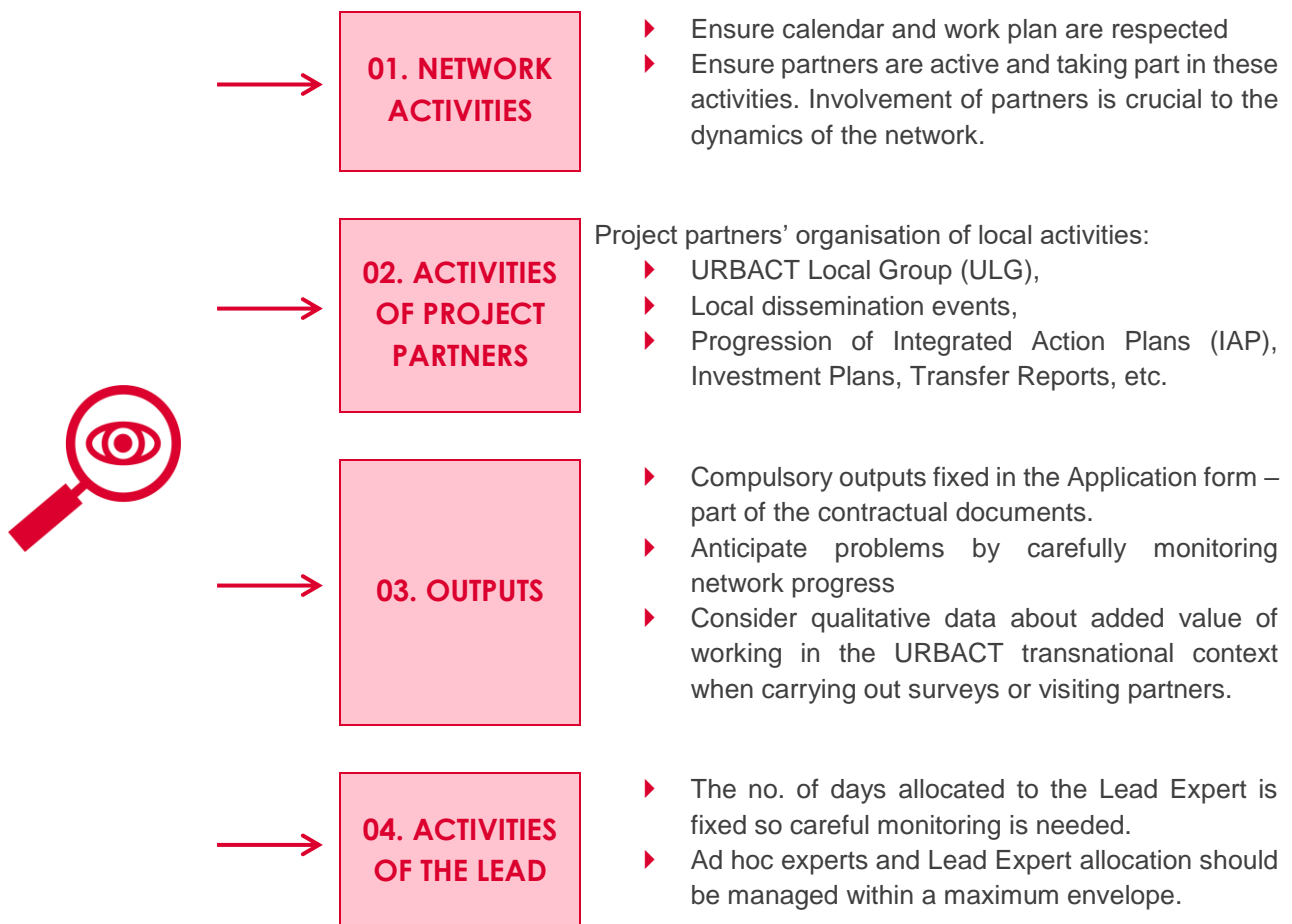 01. NETWORK
ACTIVITIES
Ensure calendar and work plan are respected
Ensure partners are active and taking part in these
activities. Involvement of partners is crucial to the
dynamics of the network.
02. ACTIVITIES
OF PROJECT
PARTNERS
Project partners’ organisation of local activities:
URBACT Local Group (ULG),
Local dissemination events,
Progression of Integrated Action Plans (IAP),
Investment Plans, Transfer Reports, etc.
03. OUTPUTS
Compulsory outputs fixed in the Application form –
part of the contractual documents.
Anticipate problems by carefully monitoring
network progress
Consider qualitative data about added value of
working in the URBACT transnational context
when carrying out surveys or visiting partners.
04. ACTIVITIES
OF THE LEAD
The no. of days allocated to the Lead Expert is
fixed so careful monitoring is needed.
Ad hoc experts and Lead Expert allocation should
be managed within a maximum envelope.